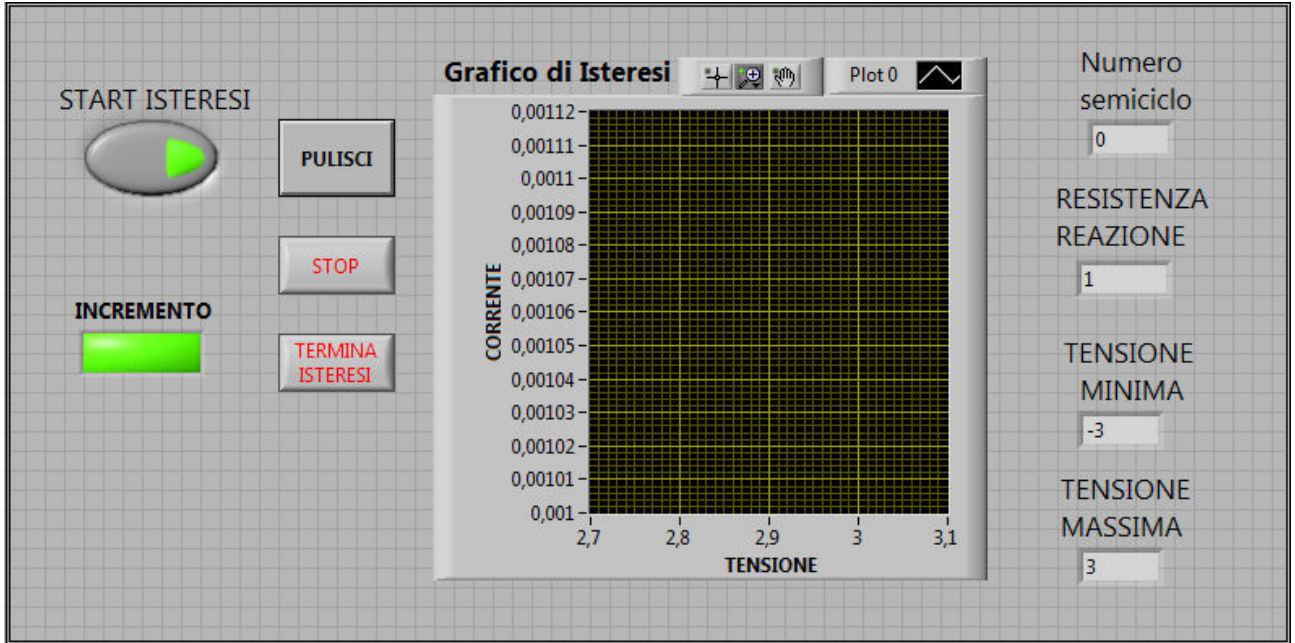 START ISTERESI
PULISCI
STOP
INCREMENTO
TERMINA
ISTERESI
Grafico di Isteresi
Plot 0
CORRENTE
0,00112
0,00111
0,0011
0,00109
0,00108
0,00107
0,00106
0,00105
0,00104
0,00103
0,00102
0,00101
0,001
2,7 2,8 2,9 3 3,1
TENSIONE
Numero
semiciclo
0
RESISTENZA
REAZIONE
1
TENSIONE
MINIMA
-3
TENSIONE
MASSIMA
3